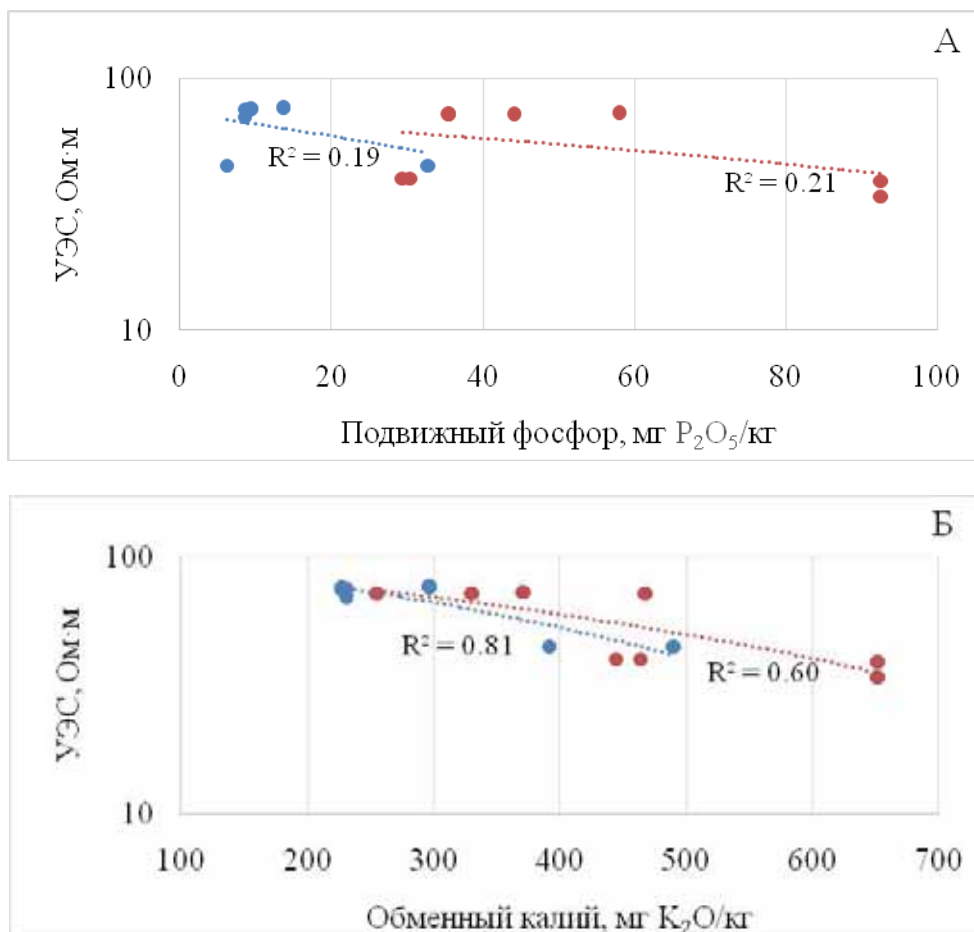 А
100
10
УЭС, Ом·м
R² = 0.19
R² = 0.21
0 20 40 60 80 100
Подвижный фосфор, мг P₂O₅/кг
Б
100
10
УЭС, Ом·м
R² = 0.81
R² = 0.60
100 200 300 400 500 600 700
Обменный калий, мг K₂O/кг